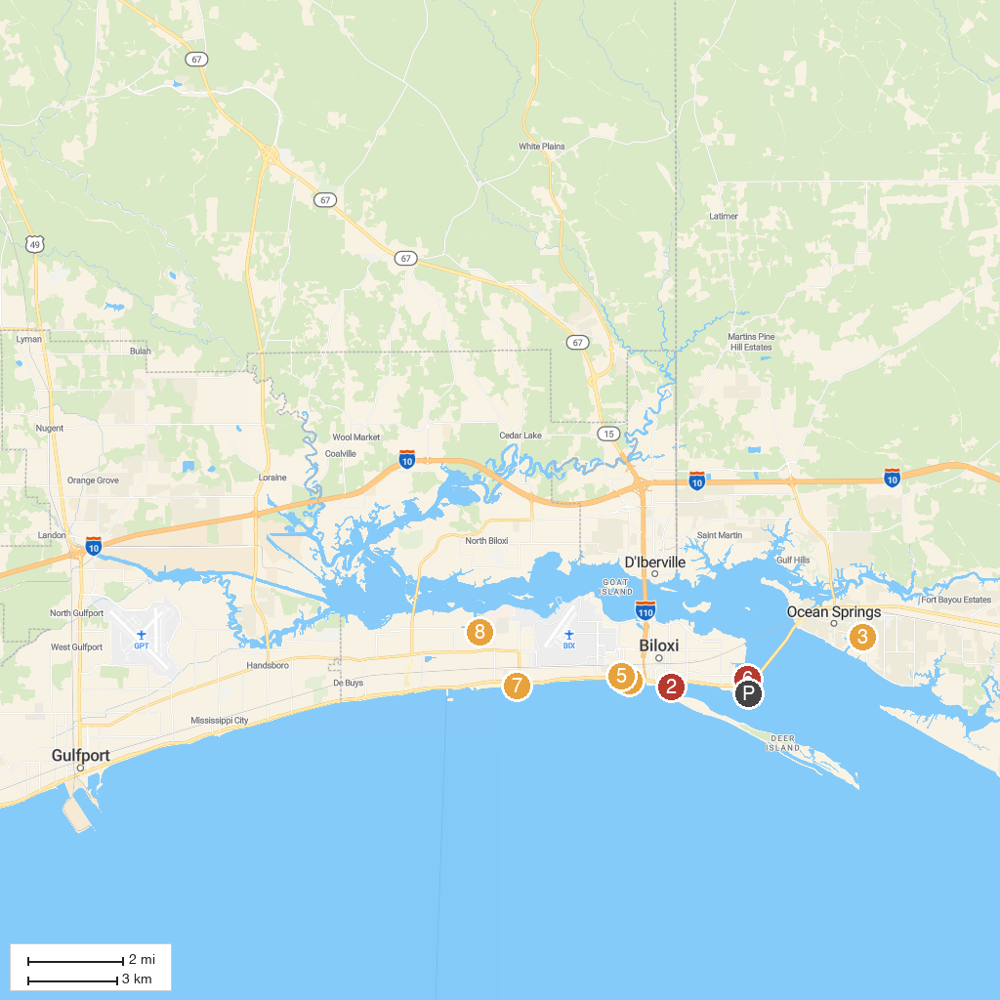 67
White Plains
67
Latimer
49
67
Lyman
Bulah
67
Martins Pine
Hill Estates
Nugent
Wool Market
Cedar Lake
15
Coalville
10
Orange Grove
Loraine
10
10
Landon
10
North Biloxi
Saint Martin
D'Iberville
Gulf Hills
GOAT
ISLAND
Fort Bayou Estates
North Gulfport
110
Ocean Springs
8
3
West Gulfport
GPT
BIX
Biloxi
Handsboro
De Buys
5
7
2
P
Mississippi City
DEER
ISLAND
Gulfport
2 mi
3 km